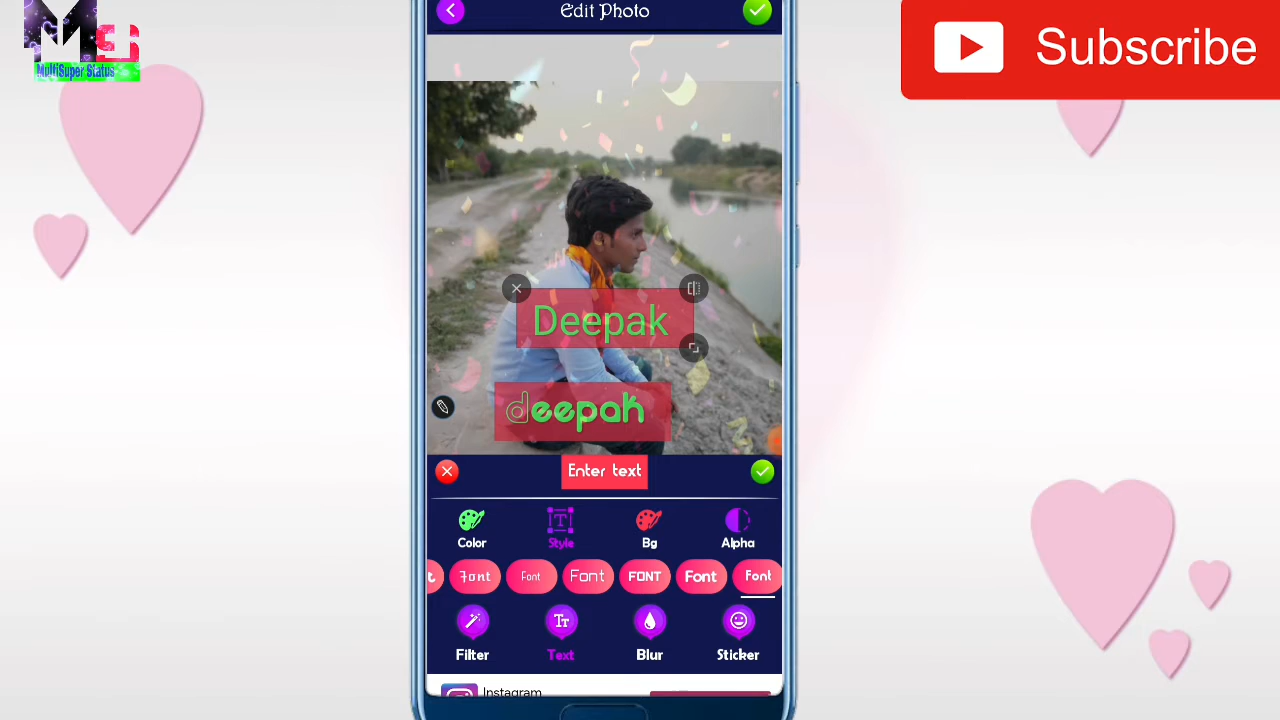 Edit Photo
MS
MultiSuper Status
Subscribe
Deepak
deepak
Enter text
Color
Style
Bg
Alpha
Font
Font
Font
FONT
Font
Font
Filter
Text
Blur
Sticker
Instagram